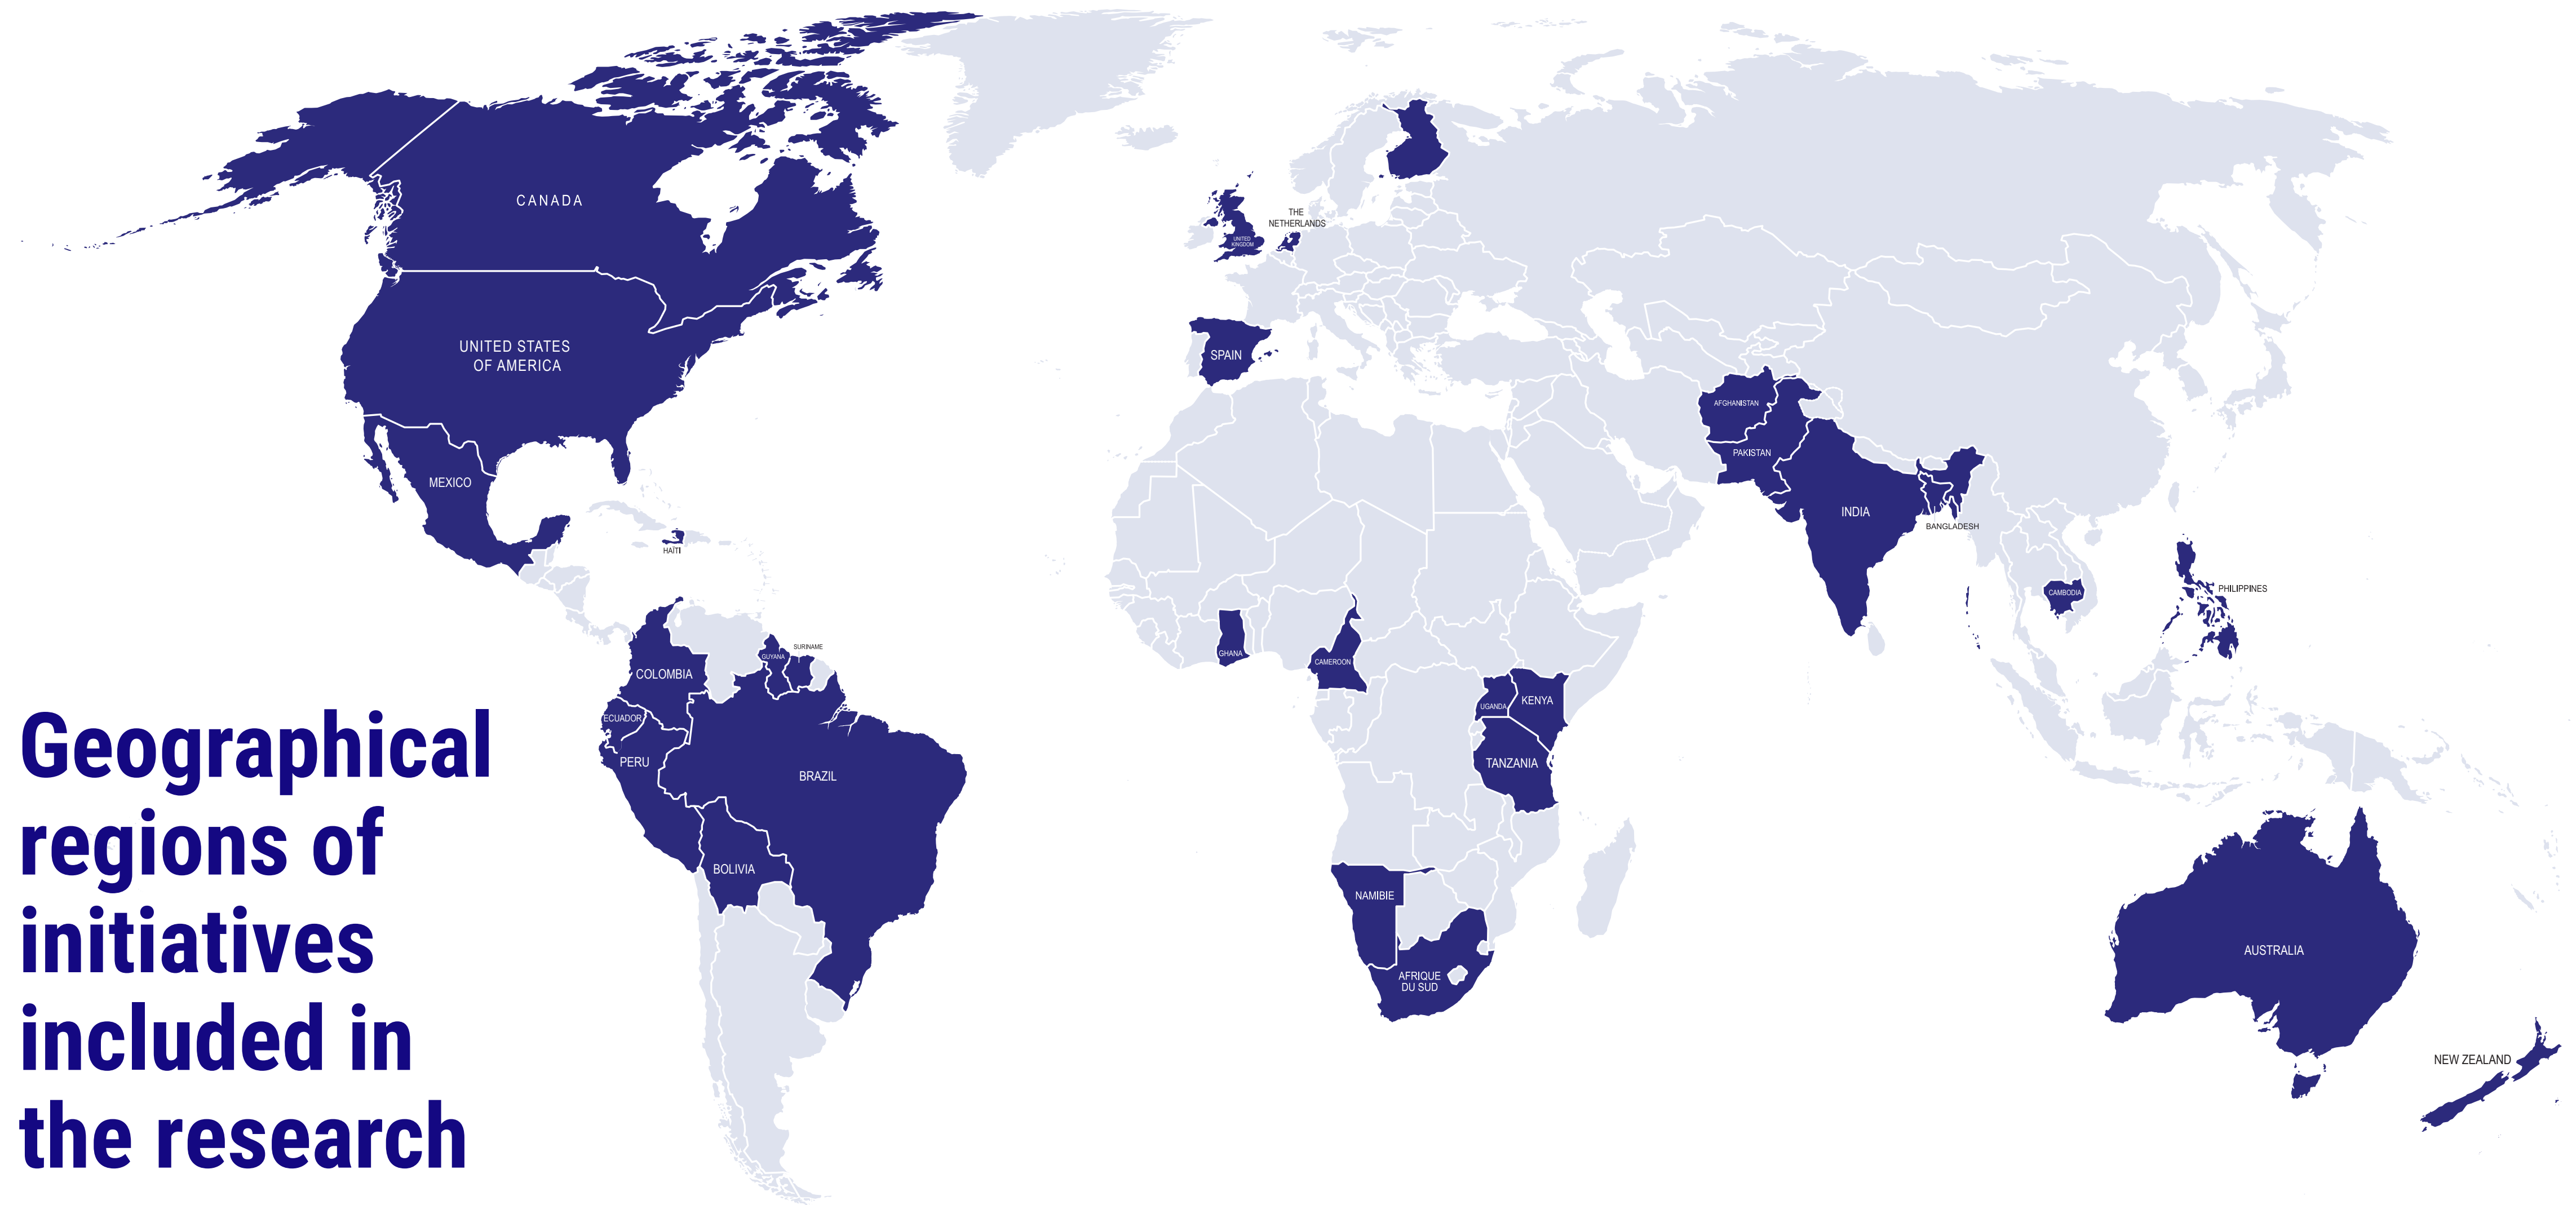 CANADA
THE
NETHERLANDS
UNITED
KINGDOM
UNITED STATES
OF AMERICA
SPAIN
AFGHANISTAN
PAKISTAN
MEXICO
INDIA
BANGLADESH
HAÏTI
PHILIPPINES
CAMBODIA
SURINAME
GUYANA
GHANA
CAMEROON
COLOMBIA
KENYA
UGANDA
ECUADOR
PERU
TANZANIA
BRAZIL
BOLIVIA
NAMIBIE
AFRIQUE
DU SUD
AUSTRALIA
NEW ZEALAND
Geographical
regions of
initiatives
included in
the research